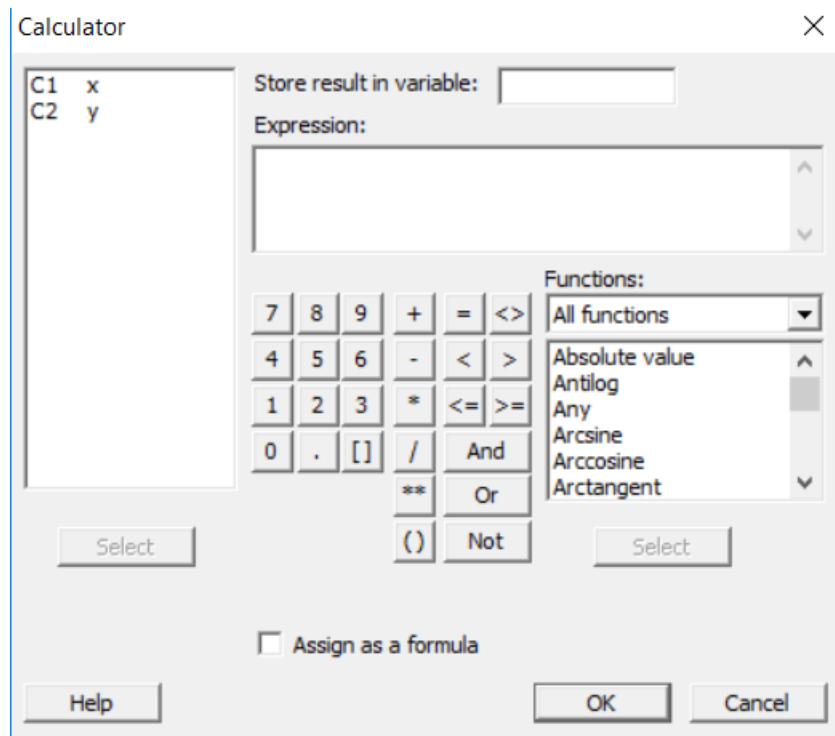 Calculator
C1 x
C2 y
Store result in variable:
Expression:
Functions:
All functions
7 8 9 + = <>
4 5 6 - < >
1 2 3 * <= >=
0 . [] / And
** Or
() Not
Absolute value
Antilog
Any
Arcsine
Arccosine
Arctangent
Select
Select
Assign as a formula
Help
OK
Cancel